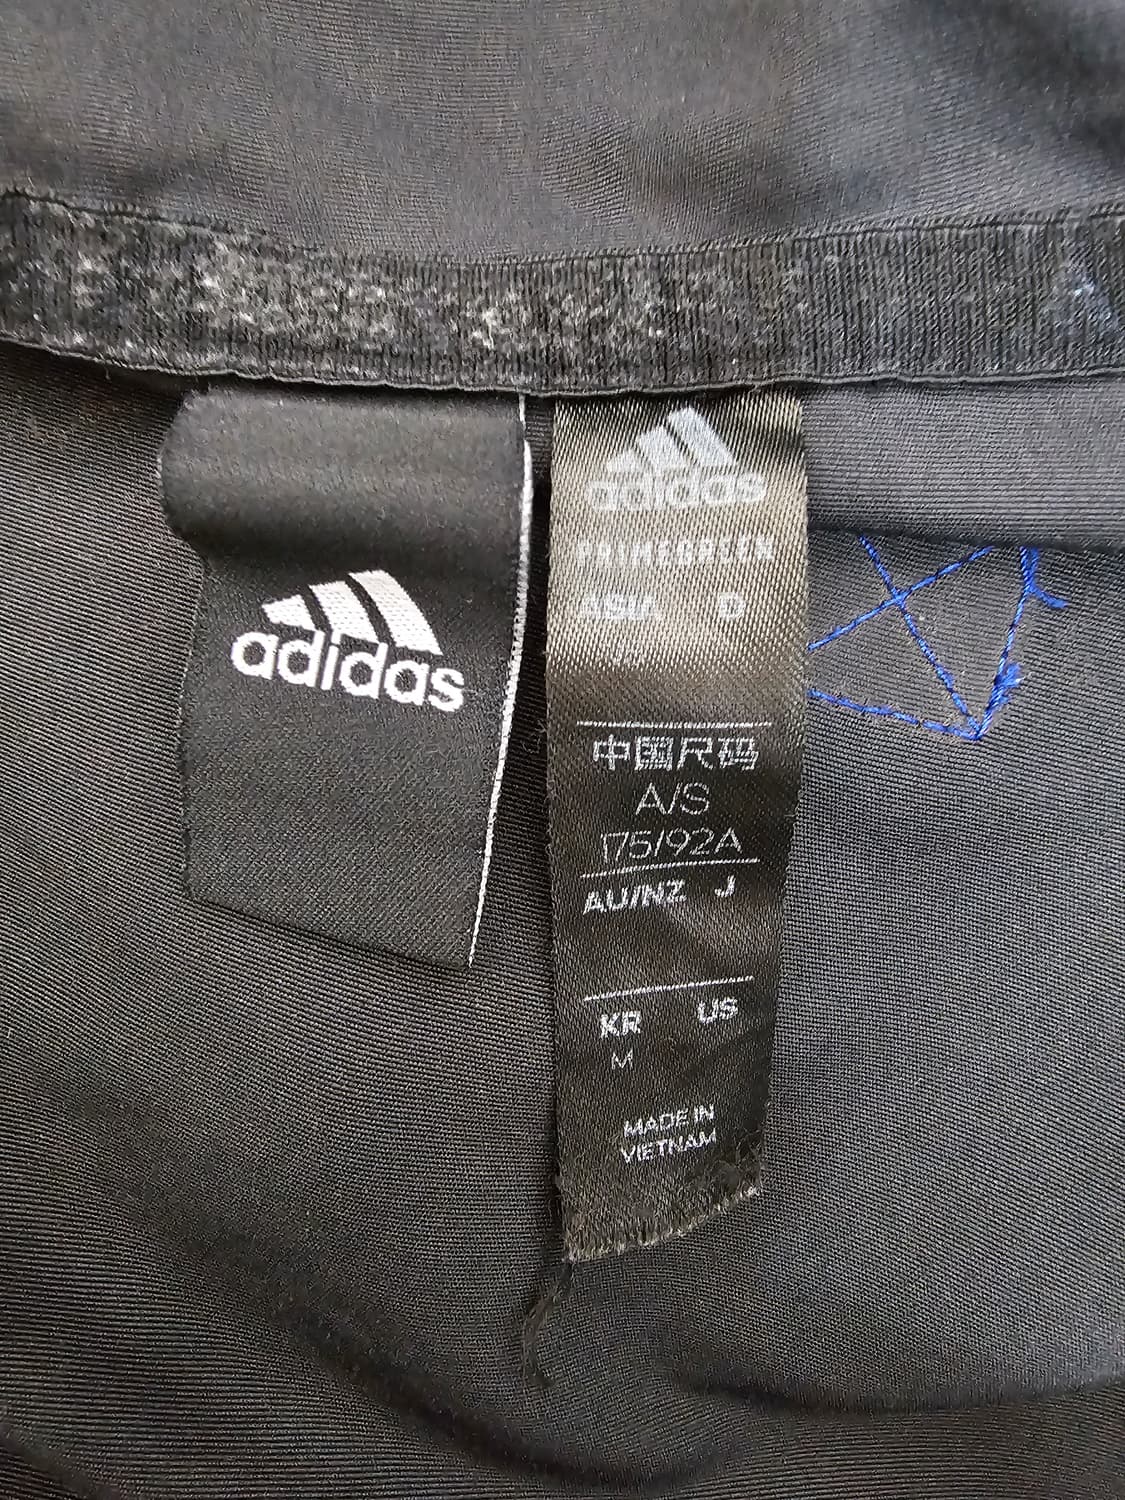 adidas
adidas
PRIMEGREEN
ASIA D
中国尺码
A/S
175/92A
AU/NZ J
KR US
M
MADE IN
VIETNAM